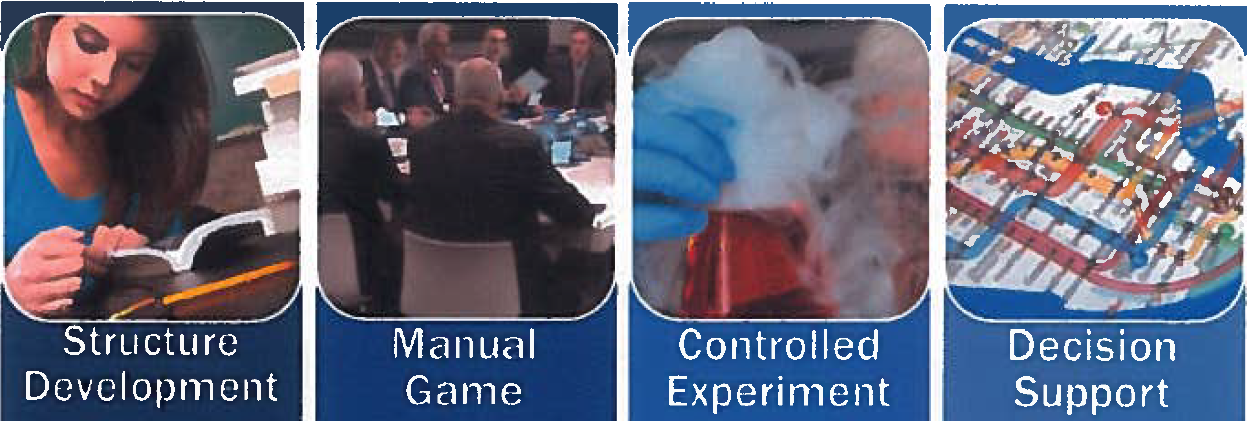 Structure
Development
Manual
Game
Controlled
Experiment
Decision
Support